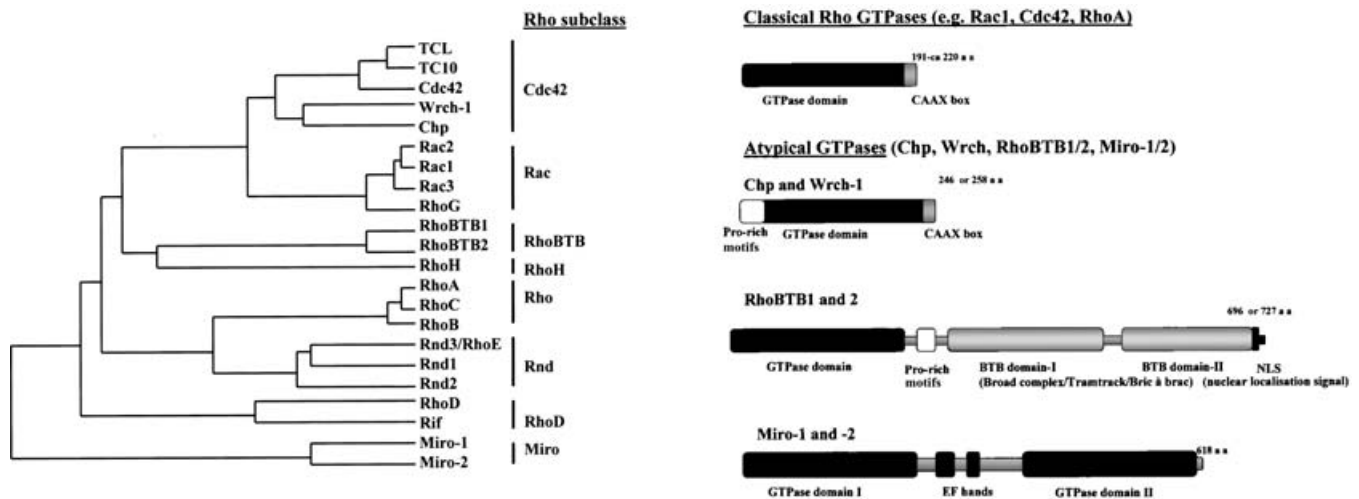 Rho subclass
TCL
TC10
Cdc42
Wrch-1
Chp
Cdc42
Rac2
Rac1
Rac3
RhoG
Rac
RhoBTB1
RhoBTB2
RhoBTB
RhoH
RhoH
RhoA
RhoC
RhoB
Rho
Rnd3/RhoE
Rnd1
Rnd2
Rnd
RhoD
Rif
RhoD
Miro-1
Miro-2
Miro
Classical Rho GTPases (e.g. Rac1, Cdc42, RhoA)
191-ca 220 a a
GTPase domain CAAX box
Atypical GTPases (Chp, Wrch, RhoBTB1/2, Miro-1/2)
Chp and Wrch-1 246 or 258 a a
Pro-rich motifs GTPase domain CAAX box
RhoBTB1 and 2
696 or 727 a a
GTPase domain Pro-rich motifs BTB domain-I BTB domain-II NLS
(Broad complex/Tramtrack/Bric à brac) (nuclear localisation signal)
Miro-1 and -2
618 a a
GTPase domain I EF hands GTPase domain II